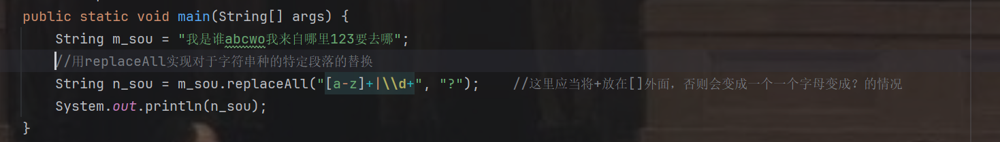 public static void main(String[] args) {
    String m_sou = "我是谁abcwo我来自哪里123要去哪";
    //用replaceAll实现对于字符串种的特定段落的替换
    String n_sou = m_sou.replaceAll("[a-z]+|\\d+", "?");    //这里应当将+放在[]外面，否则会变成一个一个字母变成？的情况
    System.out.println(n_sou);
}